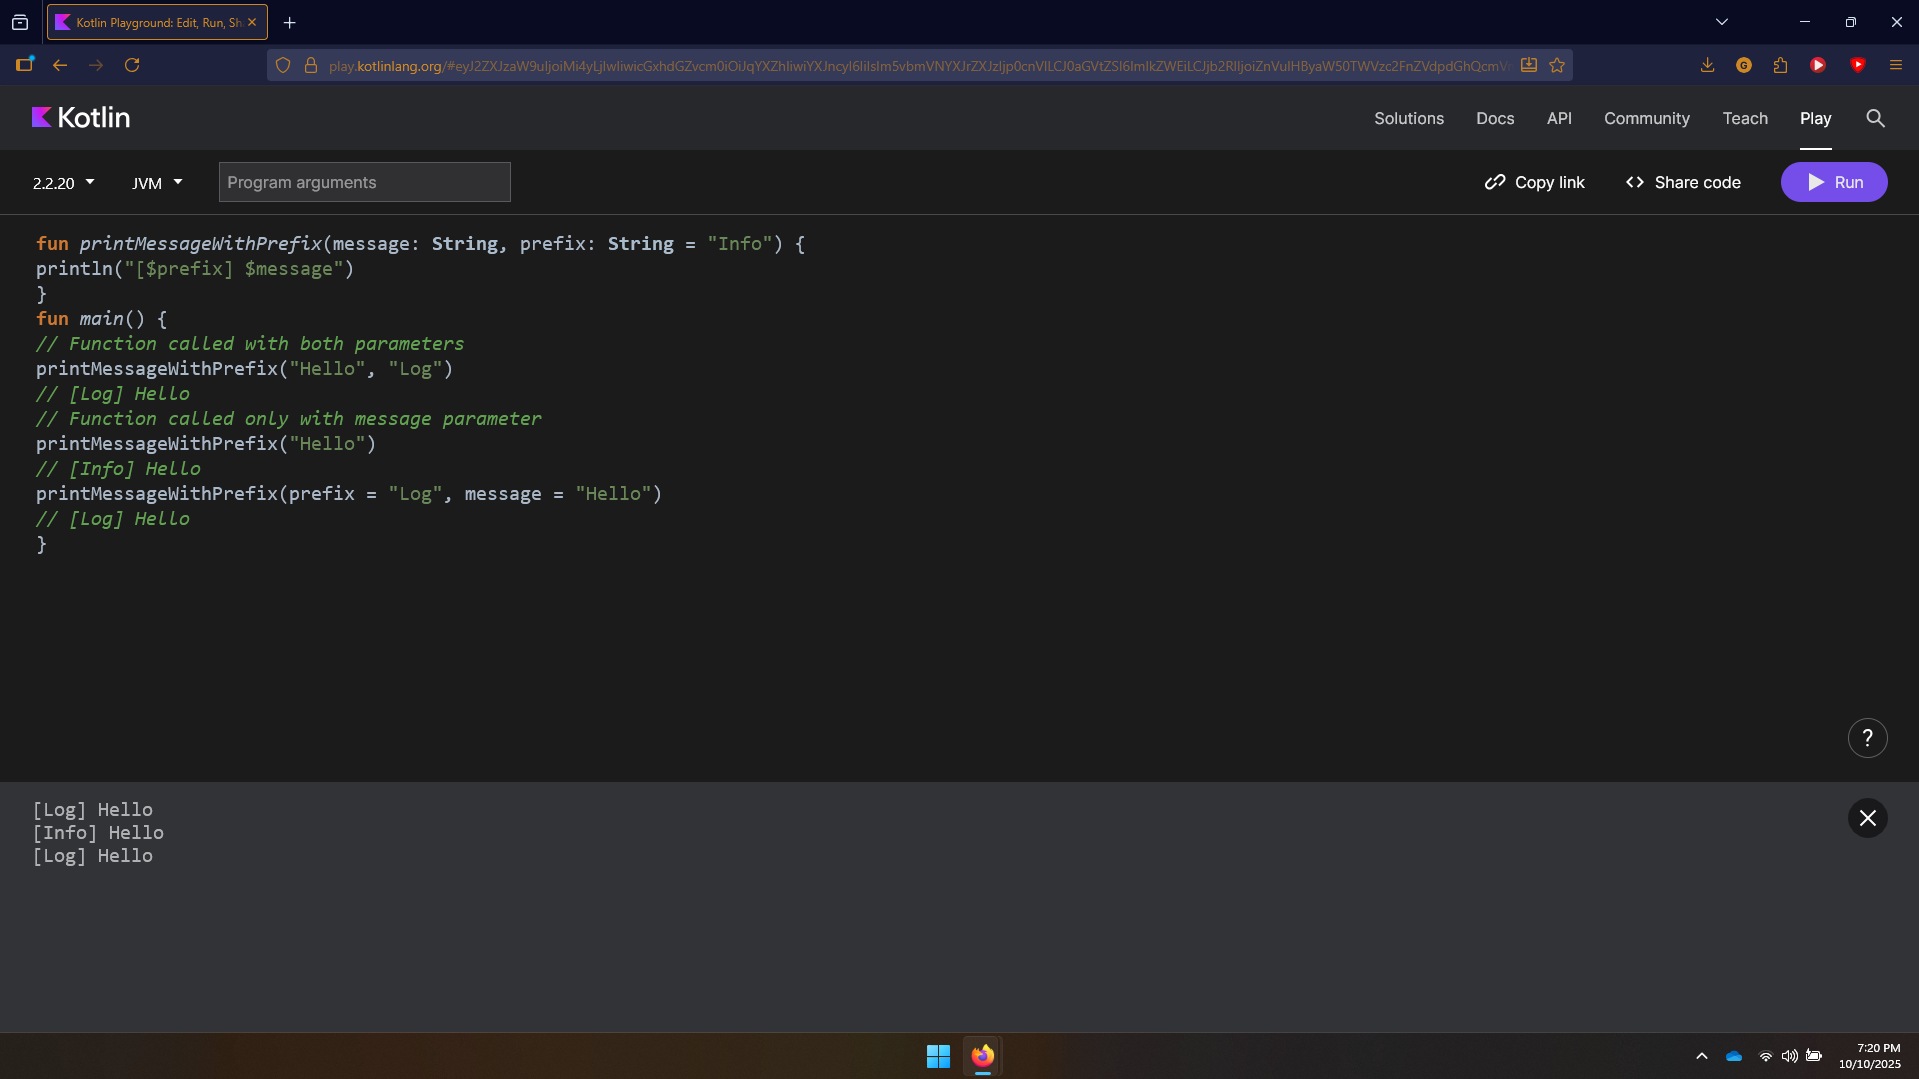 Kotlin Playground: Edit, Run, Sh
play.kotlinlang.org/
Kotlin
Solutions Docs API Community Teach Play
2.2.20 JVM Program arguments Copy link Share code Run
fun printMessageWithPrefix(message: String, prefix: String = "Info") {
println("[$prefix] $message")
}
fun main() {
// Function called with both parameters
printMessageWithPrefix("Hello", "Log")
// [Log] Hello
// Function called only with message parameter
printMessageWithPrefix("Hello")
// [Info] Hello
printMessageWithPrefix(prefix = "Log", message = "Hello")
// [Log] Hello
}
?
[Log] Hello
[Info] Hello
[Log] Hello
7:20 PM
10/10/2025